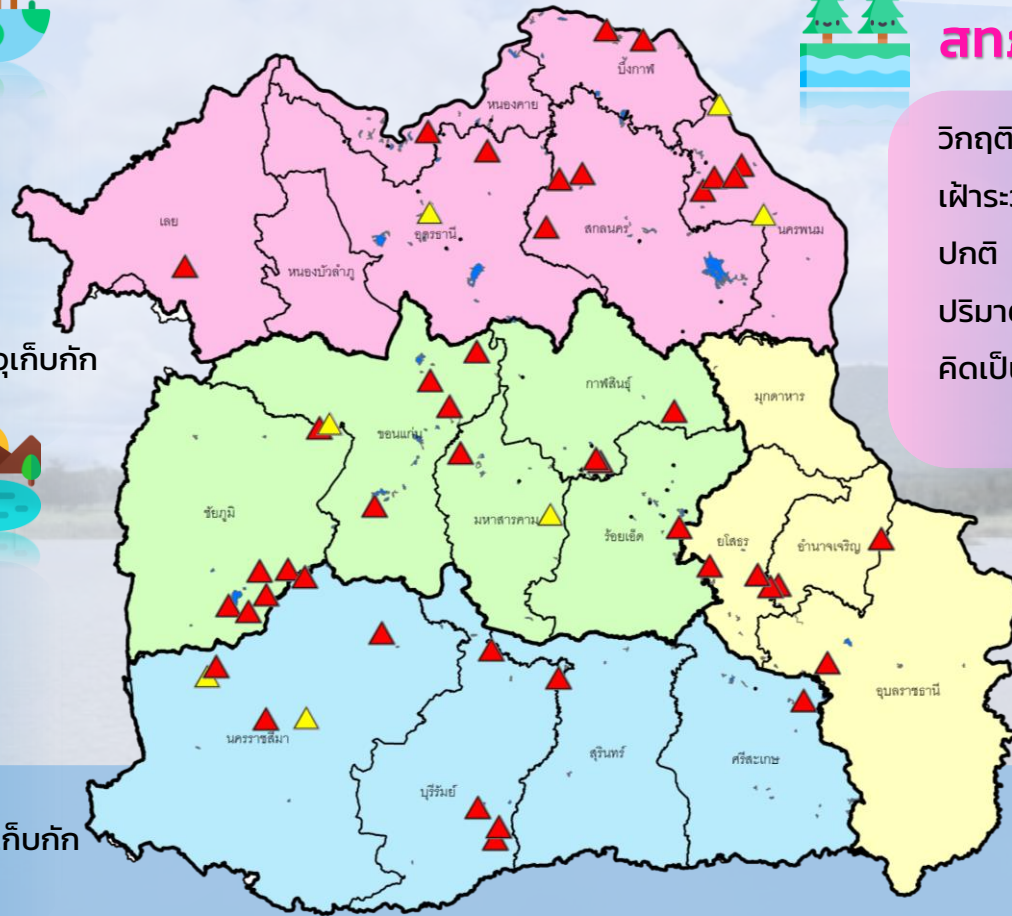 สทภ
วิกฤติ
เฝ้าระว
ปกติ
ปริมาต
คิดเป็น
บึงกาฬ
หนองคาย
เลย
อุดรธานี
สกลนคร
นครพนม
หนองบัวลำภู
ุเก็บกัก
กาฬสินธุ์
มุกดาหาร
ขอนแก่น
ชัยภูมิ
มหาสารคาม
ร้อยเอ็ด
ยโสธร
อำนาจเจริญ
อุบลราชธานี
นครราชสีมา
สุรินทร์
ศรีสะเกษ
บุรีรัมย์
ก็บกัก